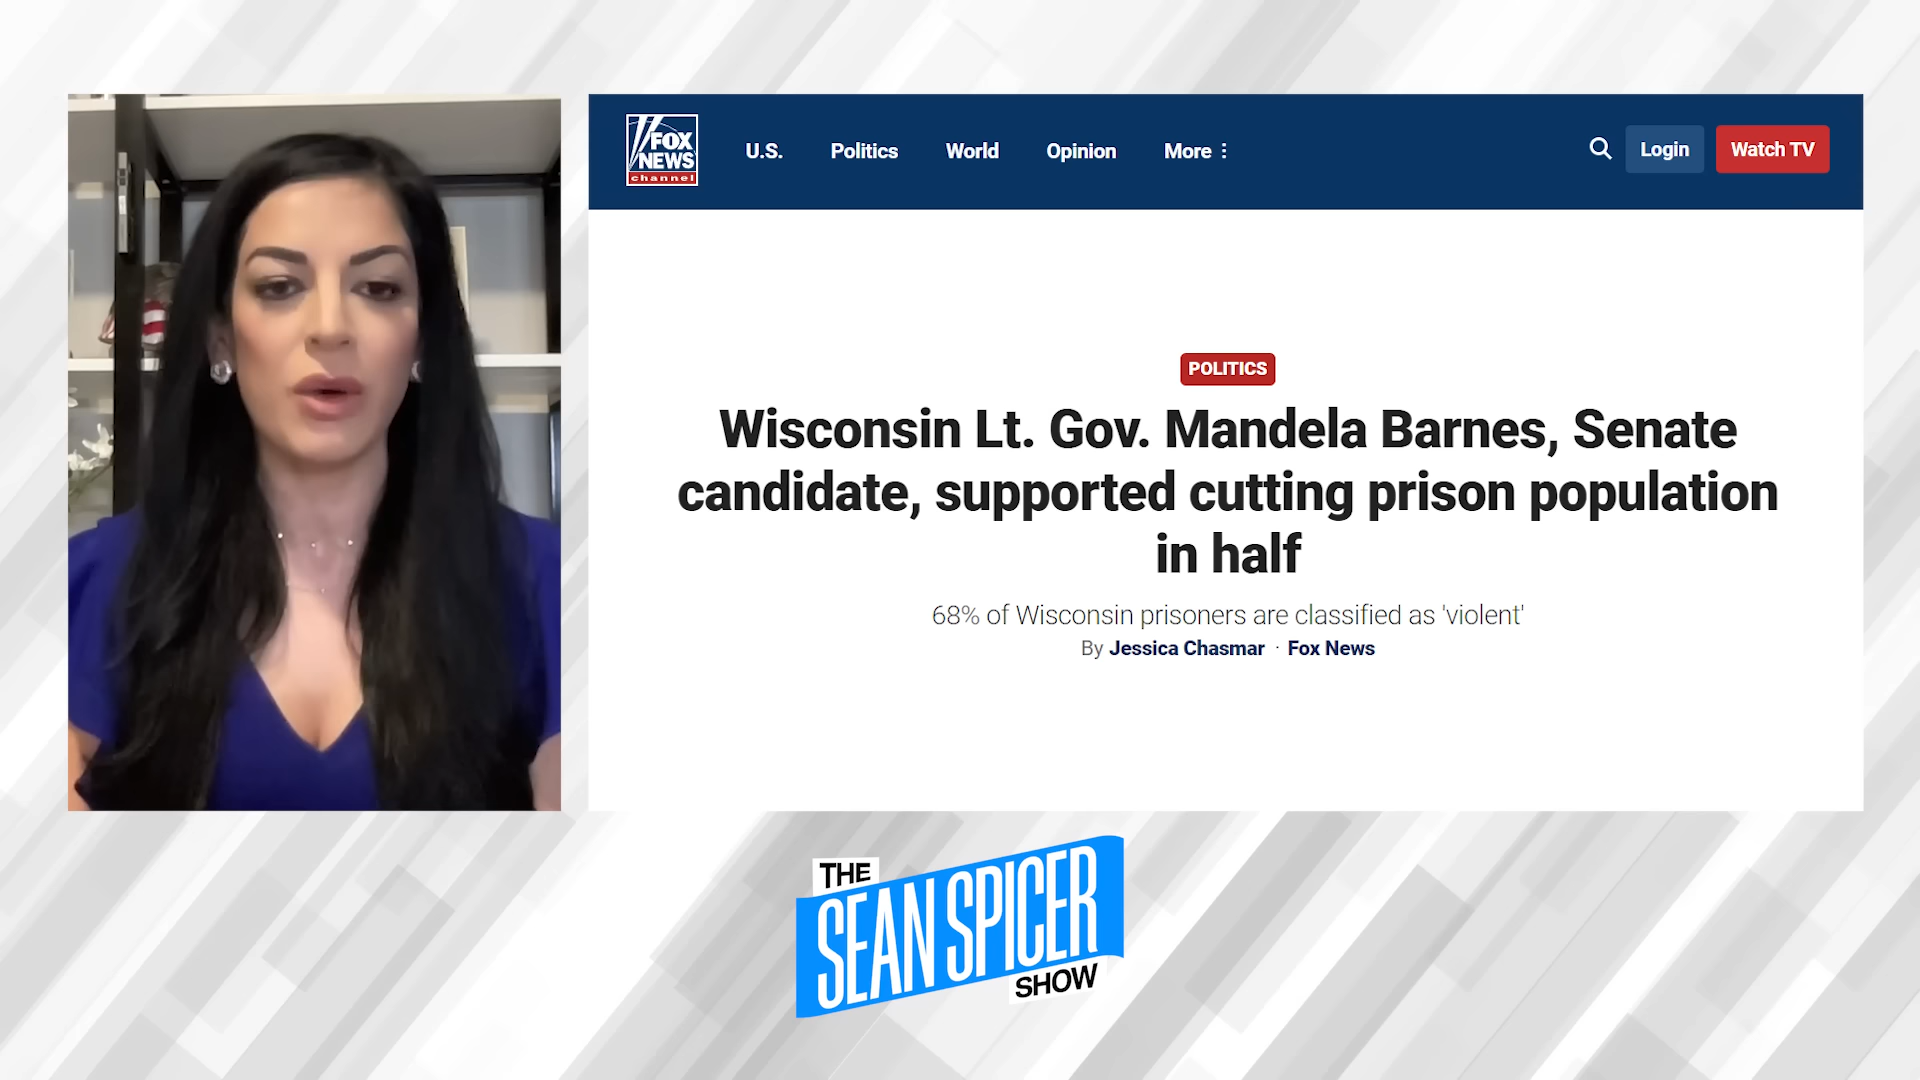 FOX
NEWS
channel
U.S. Politics World Opinion More Login Watch TV
POLITICS
Wisconsin Lt. Gov. Mandela Barnes, Senate
candidate, supported cutting prison population
in half
68% of Wisconsin prisoners are classified as 'violent'
By Jessica Chasmar · Fox News
THE
SEAN SPICER
SHOW